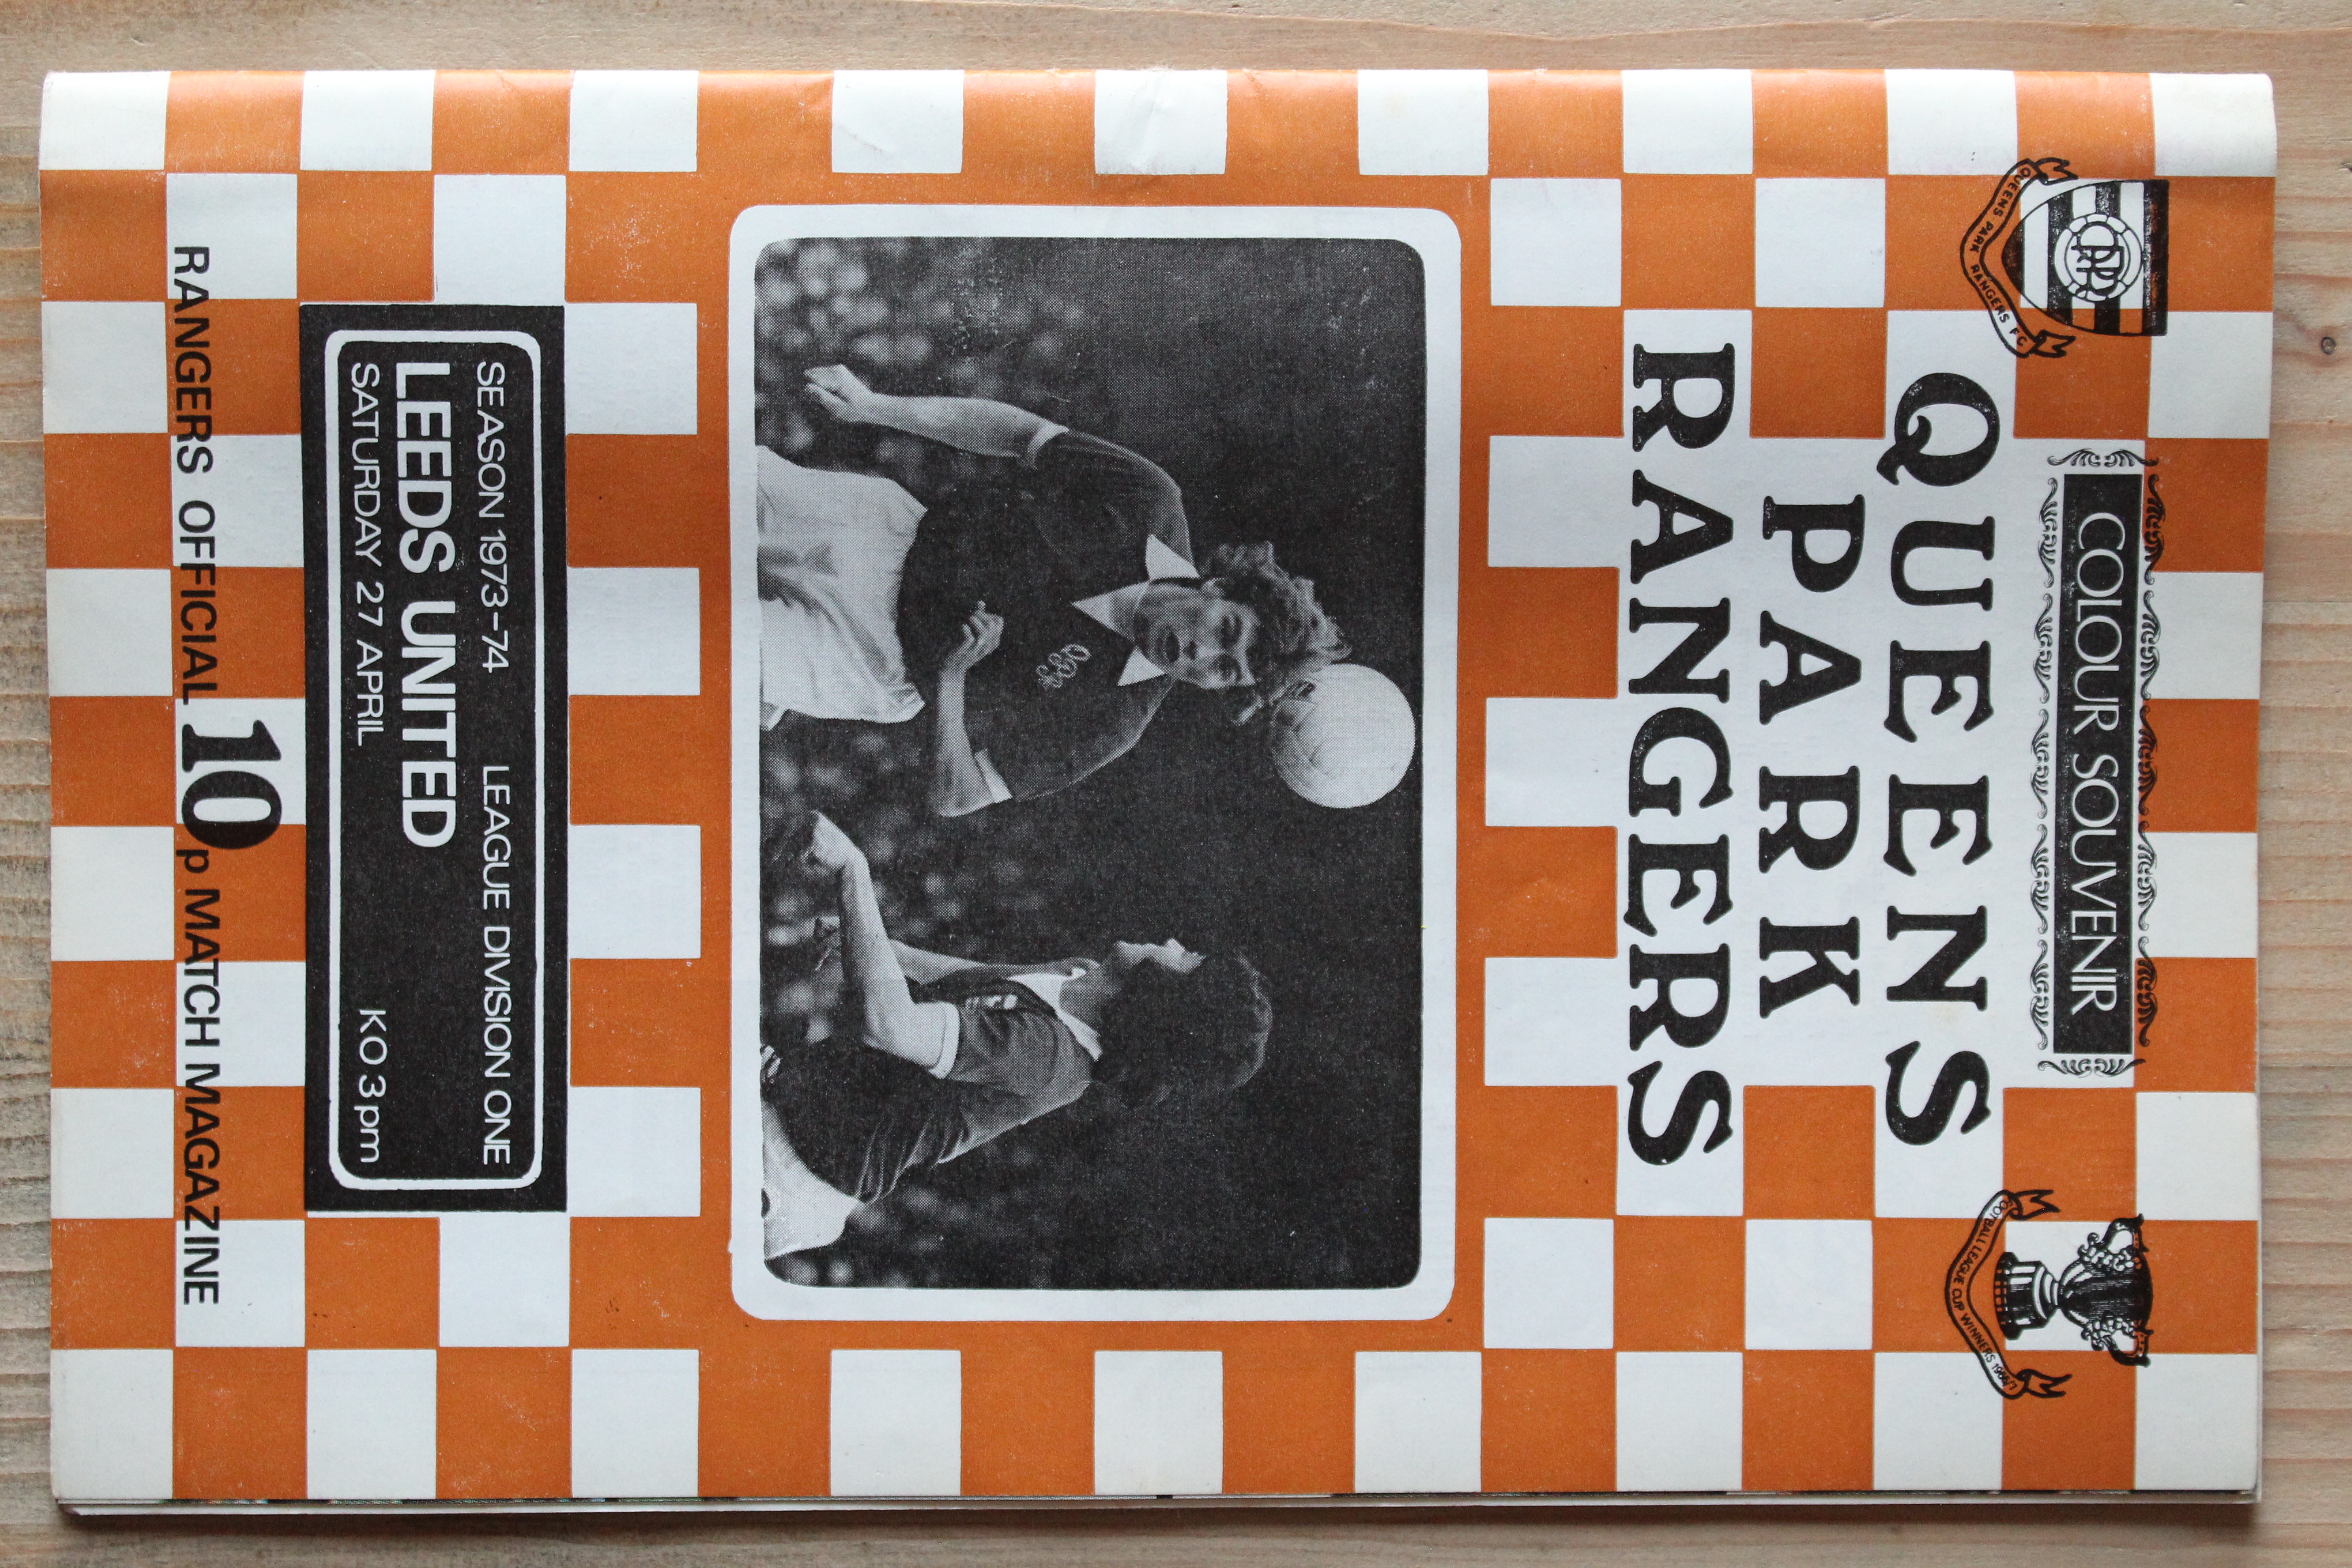 COLOUR SOUVENIR
QUEENS PARK RANGERS F.C.
QUEENS
PARK
RANGERS
FOOTBALL LEAGUE CUP WINNERS 1966/7
SEASON 1973-74 LEAGUE DIVISION ONE
LEEDS UNITED
SATURDAY 27 APRIL KO 3pm
RANGERS OFFICIAL 10p MATCH MAGAZINE